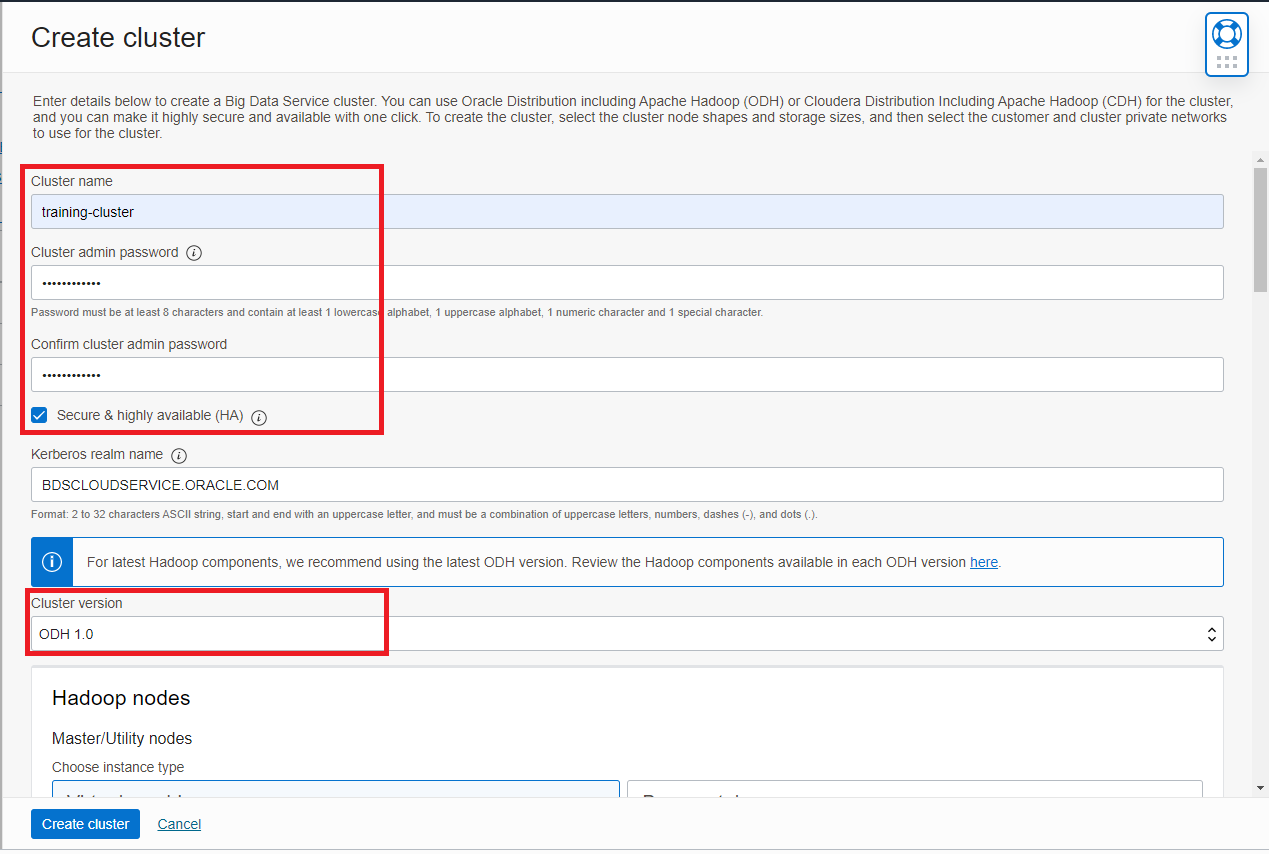 Create cluster
Enter details below to create a Big Data Service cluster. You can use Oracle Distribution including Apache Hadoop (ODH) or Cloudera Distribution Including Apache Hadoop (CDH) for the cluster,
and you can make it highly secure and available with one click. To create the cluster, select the cluster node shapes and storage sizes, and then select the customer and cluster private networks
to use for the cluster.
Cluster name
training-cluster
Cluster admin password
••••••••••••
Password must be at least 8 characters and contain at least 1 lowercase alphabet, 1 uppercase alphabet, 1 numeric character and 1 special character.
Confirm cluster admin password
••••••••••••
Secure & highly available (HA)
Kerberos realm name
BDSCLOUDSERVICE.ORACLE.COM
Format: 2 to 32 characters ASCII string, start and end with an uppercase letter, and must be a combination of uppercase letters, numbers, dashes (-), and dots (.).
For latest Hadoop components, we recommend using the latest ODH version. Review the Hadoop components available in each ODH version here.
Cluster version
ODH 1.0
Hadoop nodes
Master/Utility nodes
Choose instance type
Create cluster Cancel